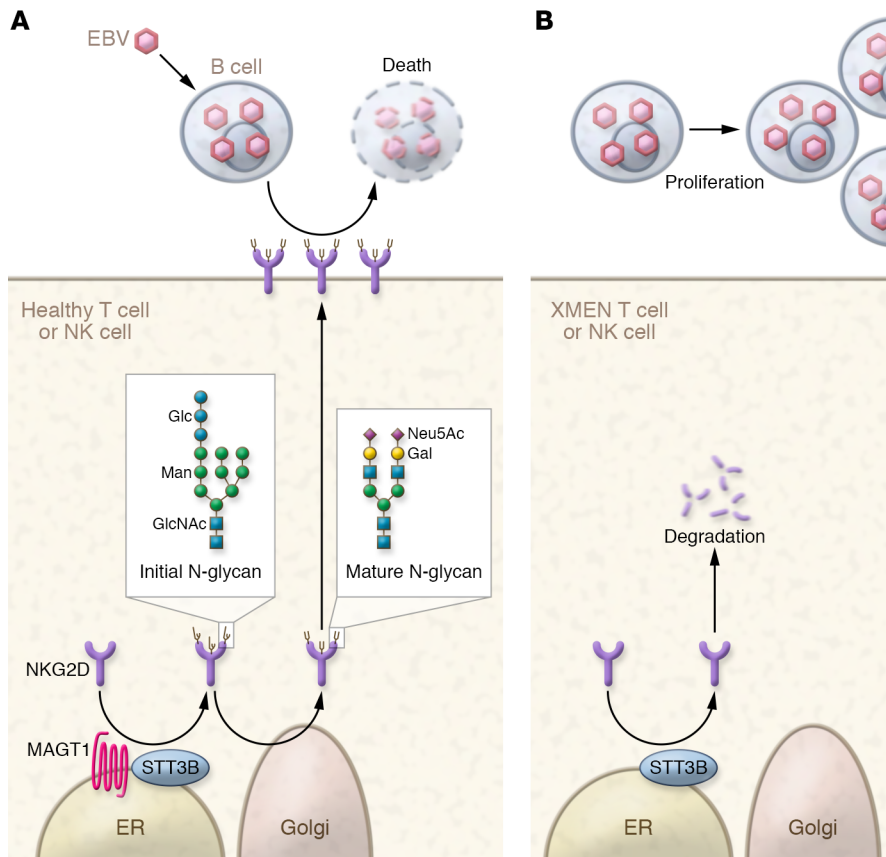 A
EBV
B cell
Death
Healthy T cell
or NK cell
Glc
Man
GlcNAc
Initial N-glycan
Neu5Ac
Gal
Mature N-glycan
NKG2D
MAGT1
STT3B
ER
Golgi
B
Proliferation
XMEN T cell
or NK cell
Degradation
STT3B
ER
Golgi